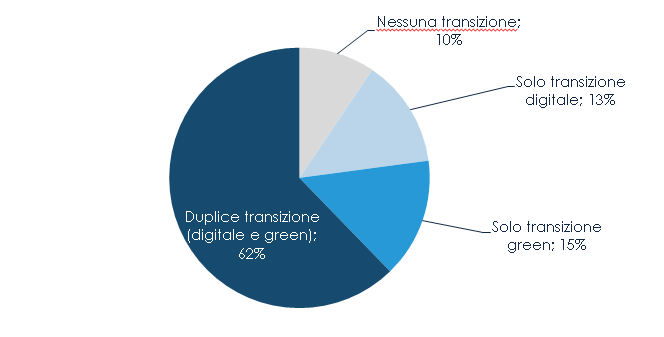 Nessuna transizione;
10%
Solo transizione
digitale; 13%
Solo transizione
green; 15%
Duplice transizione
(digitale e green);
62%